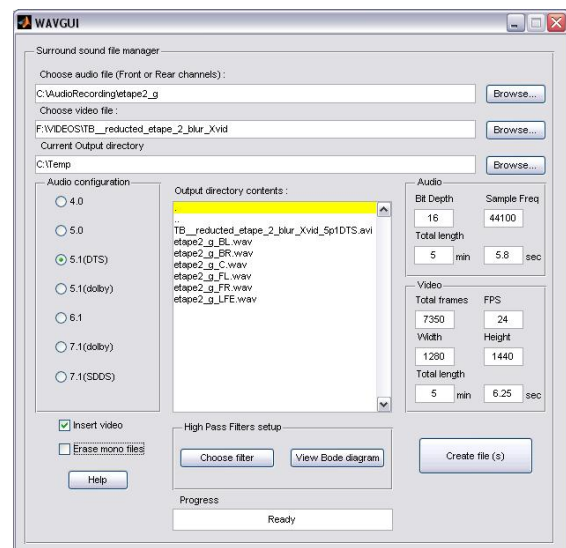 WAVGUI
Surround sound file manager
Choose audio file (Front or Rear channels) :
C:\AudioRecording\etape2_g
Browse...
Choose video file :
F:\VIDEOS\TB__reducted_etape_2_blur_Xvid
Browse...
Current Output directory
C:\Temp
Browse...
Audio configuration
4.0
5.0
5.1(DTS)
5.1(dolby)
6.1
7.1(dolby)
7.1(SDDS)
Output directory contents :
.
..
TB__reducted_etape_2_blur_Xvid_5p1DTS.avi
etape2_g_BL.wav
etape2_g_BR.wav
etape2_g_C.wav
etape2_g_FL.wav
etape2_g_FR.wav
etape2_g_LFE.wav
Audio
Bit Depth Sample Freq
16 44100
Total length
5 min 5.8 sec
Video
Total frames FPS
7350 24
Width Height
1280 1440
Total length
5 min 6.25 sec
Insert video
Erase mono files
Help
High Pass Filters setup
Choose filter View Bode diagram
Create file (s)
Progress
Ready